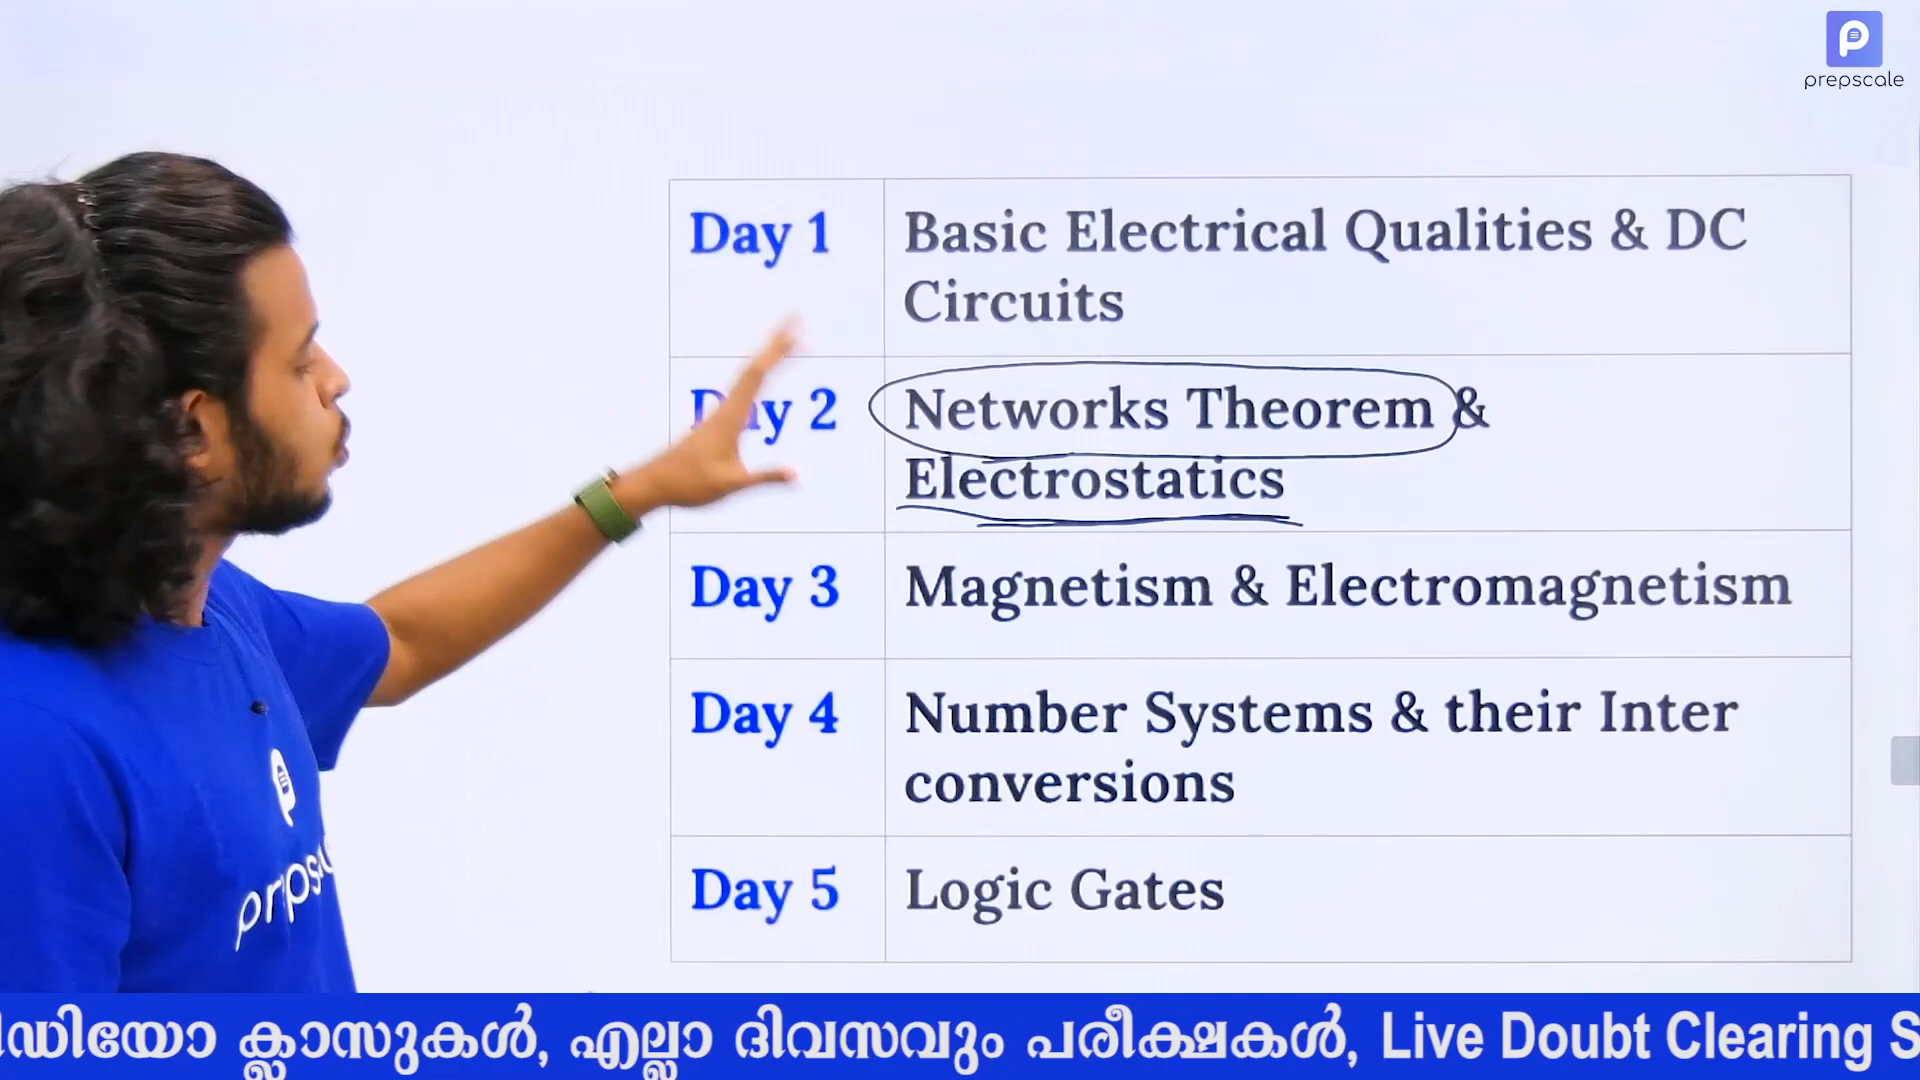 prepscale
Day 1
Basic Electrical Qualities & DC
Circuits
Day 2
Networks Theorem &
Electrostatics
Day 3
Magnetism & Electromagnetism
Day 4
Number Systems & their Inter
conversions
Day 5
Logic Gates
ക്ലാസുകൾ, എല്ലാ ദിവസവും പരീക്ഷകൾ, Live Doubt Clearing S